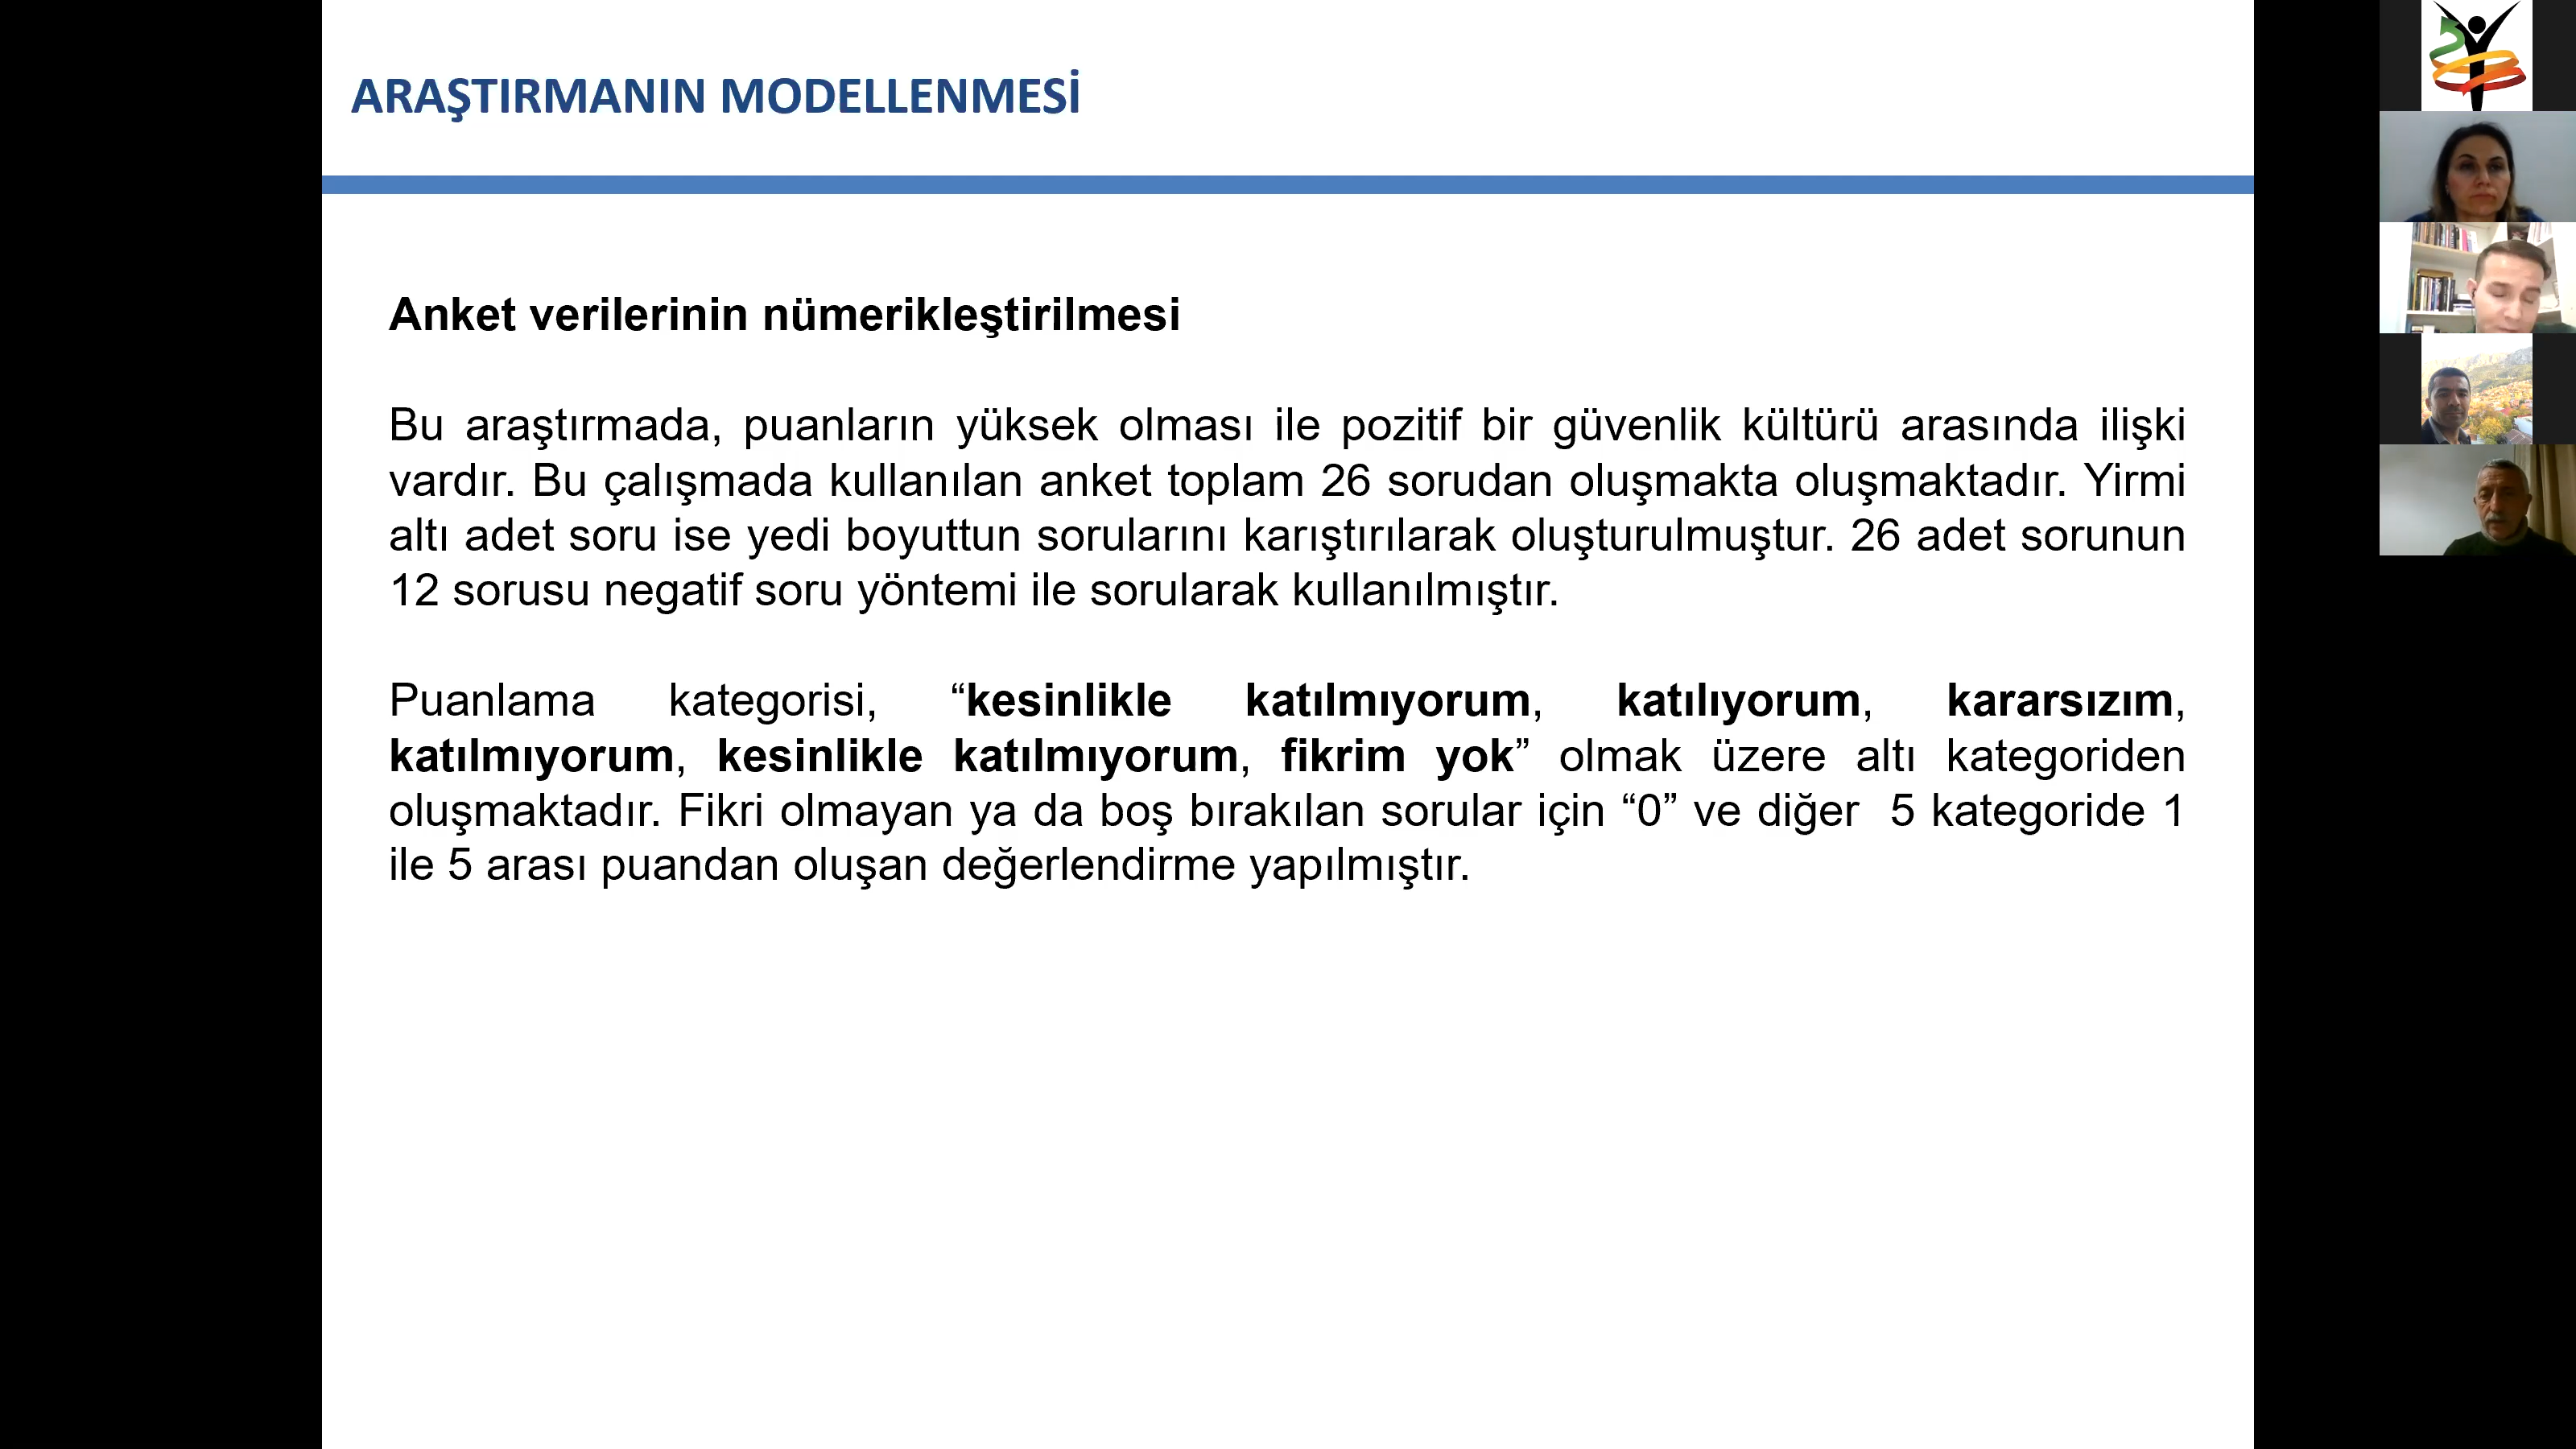 ARAŞTIRMANIN MODELLENMESİ
Anket verilerinin nümerikleştirilmesi
Bu araştırmada, puanların yüksek olması ile pozitif bir güvenlik kültürü arasında ilişki
vardır. Bu çalışmada kullanılan anket toplam 26 sorudan oluşmakta oluşmaktadır. Yirmi
altı adet soru ise yedi boyuttun sorularını karıştırılarak oluşturulmuştur. 26 adet sorunun
12 sorusu negatif soru yöntemi ile sorularak kullanılmıştır.
Puanlama kategorisi, “kesinlikle katılmıyorum, katılıyorum, kararsızım,
katılmıyorum, kesinlikle katılmıyorum, fikrim yok” olmak üzere altı kategoriden
oluşmaktadır. Fikri olmayan ya da boş bırakılan sorular için “0” ve diğer 5 kategoride 1
ile 5 arası puandan oluşan değerlendirme yapılmıştır.